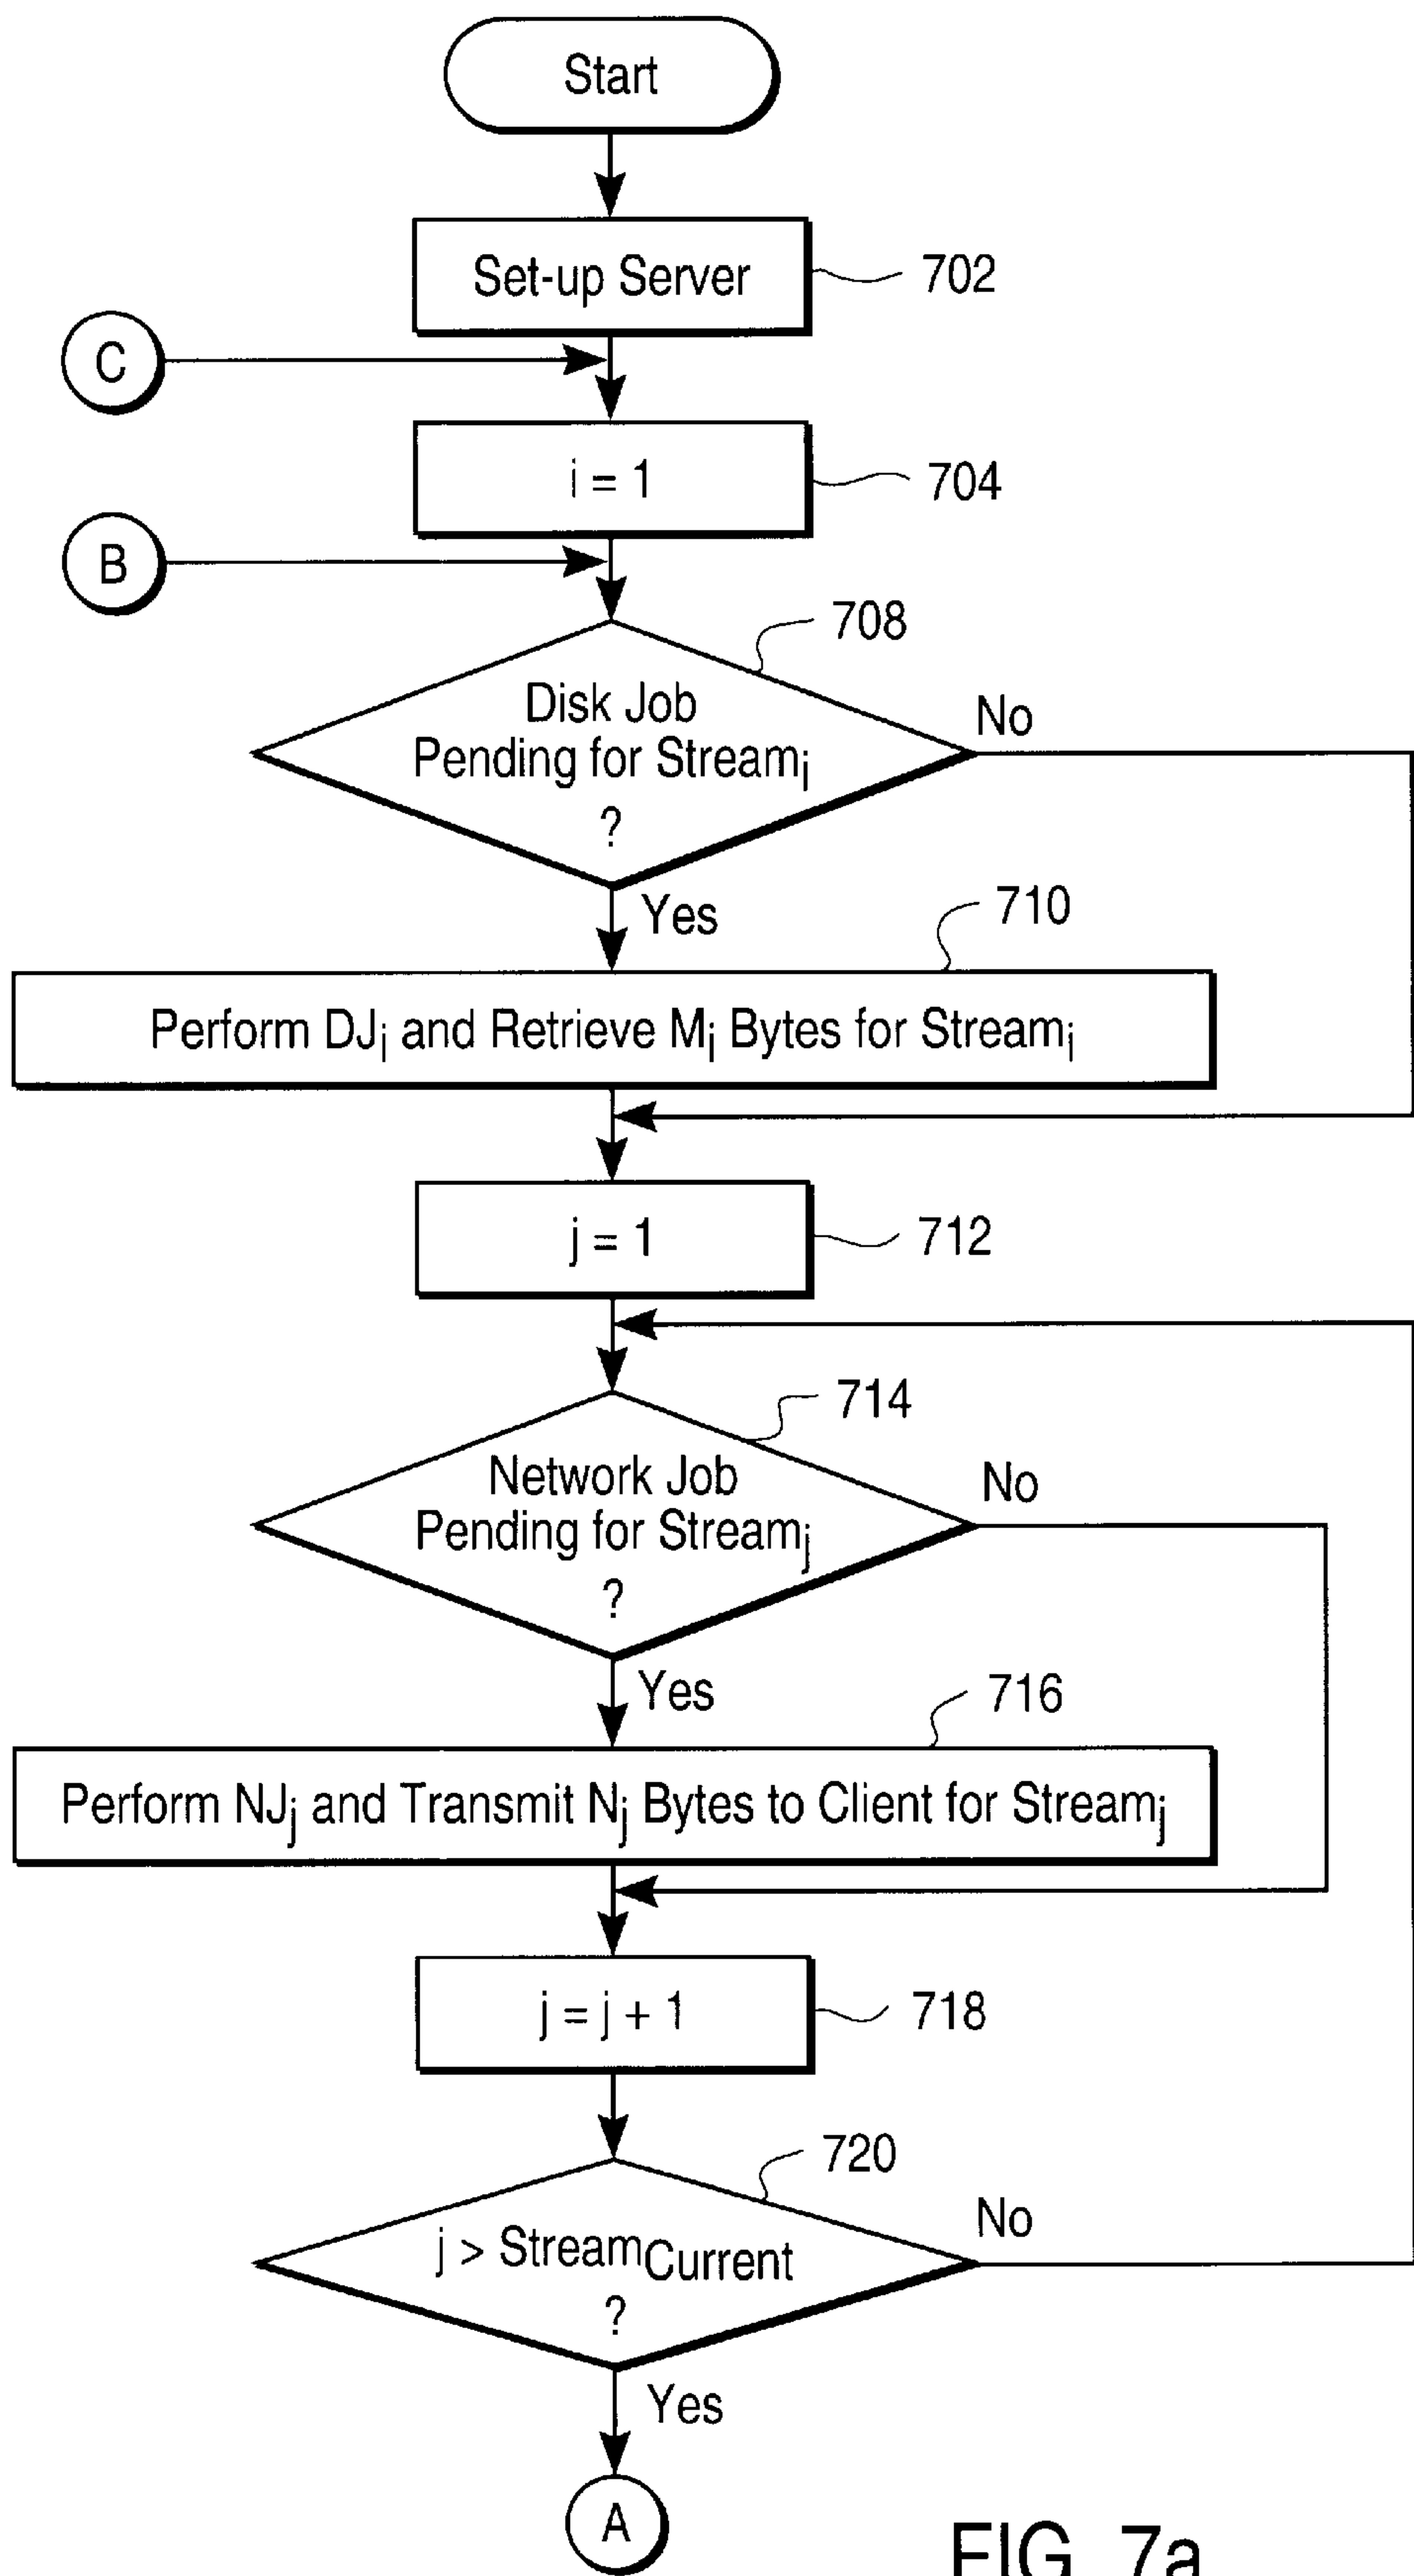 Start
Set-up Server
702
C
i = 1
704
B
708
Disk Job
Pending for Streami
?
No
Yes
710
Perform DJi and Retrieve Mi Bytes for Streami
j = 1
712
714
Network Job
Pending for Streamj
?
No
Yes
716
Perform NJj and Transmit Nj Bytes to Client for Streamj
j = j + 1
718
720
j > StreamCurrent
?
No
Yes
A
FIG. 7a